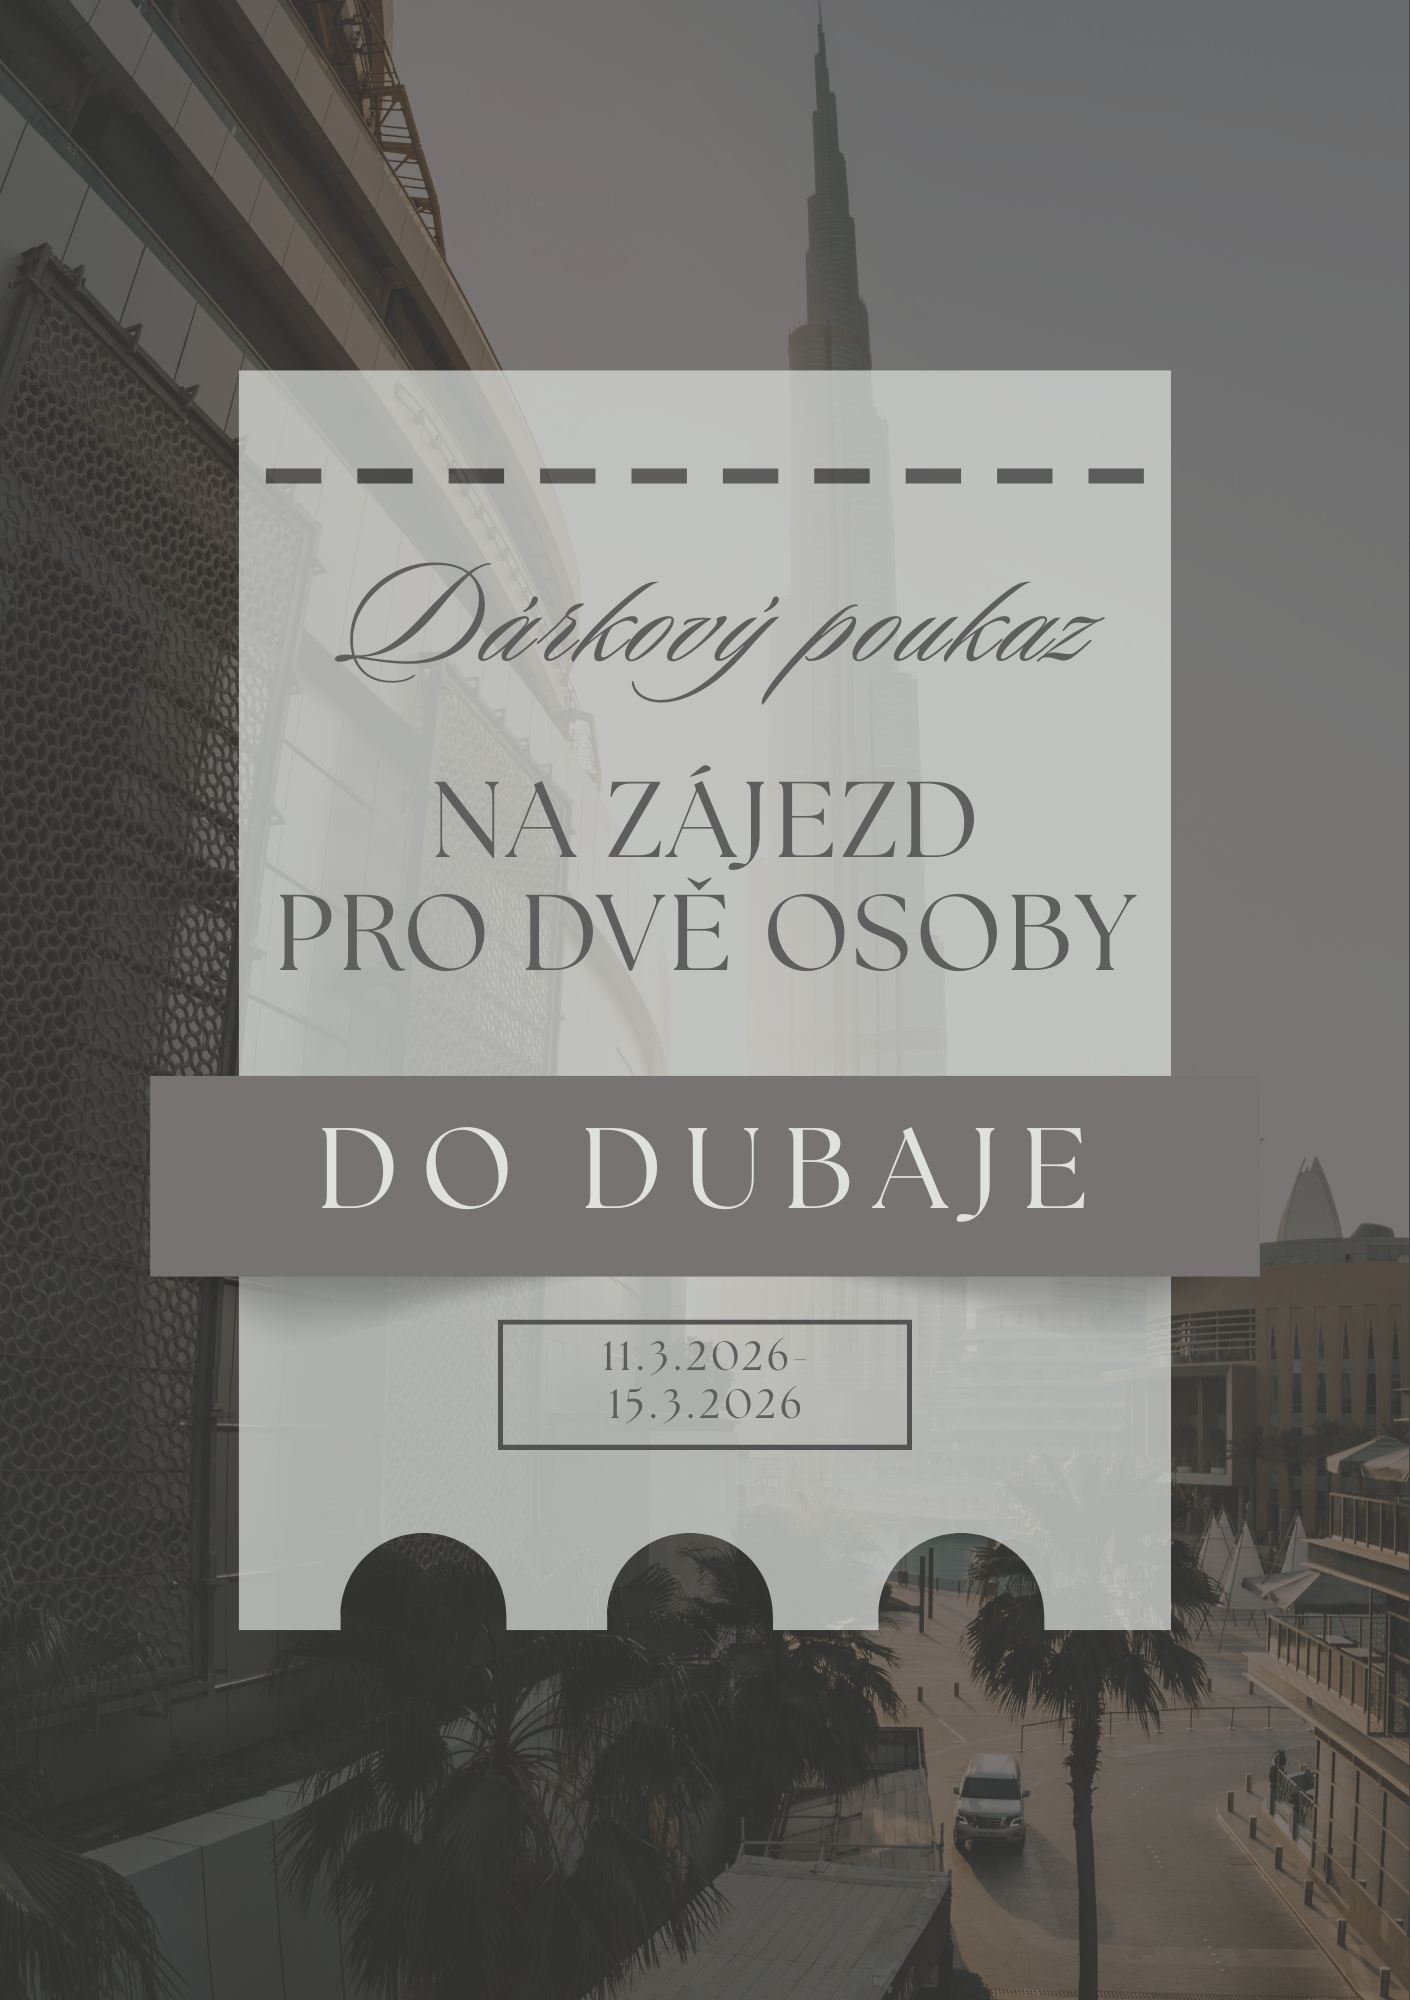 Dárkový poukaz
NA ZÁJEZD
PRO DVĚ OSOBY
DO DUBAJE
11.3.2026-
15.3.2026